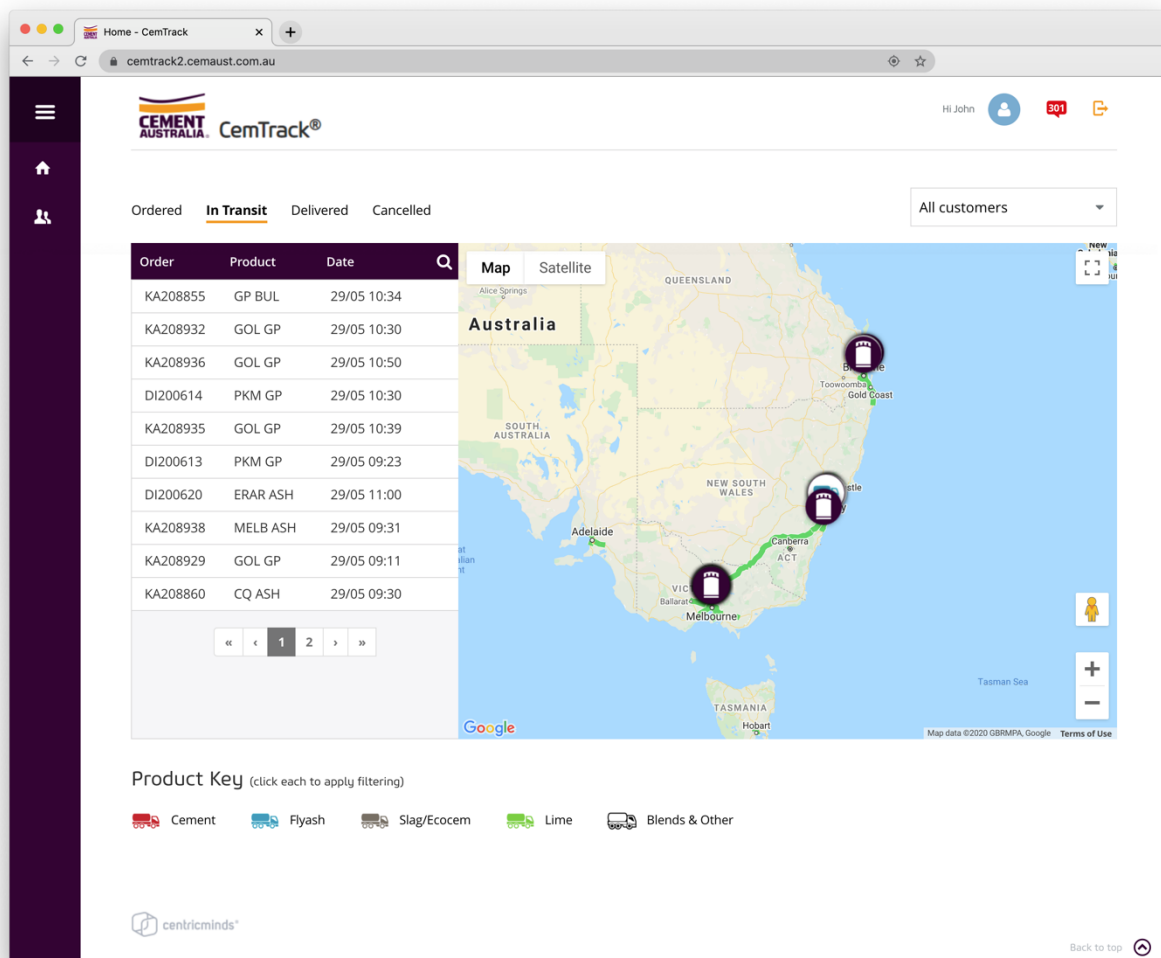 Home - CemTrack
cemtrack2.cemaust.com.au
CEMENT
AUSTRALIA.
CemTrack®
Hi John
301
Ordered In Transit Delivered Cancelled
All customers
Order Product Date
KA208855 GP BUL 29/05 10:34
KA208932 GOL GP 29/05 10:30
KA208936 GOL GP 29/05 10:50
DI200614 PKM GP 29/05 10:30
KA208935 GOL GP 29/05 10:39
DI200613 PKM GP 29/05 09:23
DI200620 ERAR ASH 29/05 11:00
KA208938 MELB ASH 29/05 09:31
KA208929 GOL GP 29/05 09:11
KA208860 CQ ASH 29/05 09:30
« ‹ 1 2 › »
Map Satellite
New
QUEENSLAND
Alice Springs
Australia
Toowoomba
Gold Coast
SOUTH
AUSTRALIA
NEW SOUTH
WALES
Adelaide
Canberra
ACT
Ballarat
Melbourne
Tasman Sea
TASMANIA
Hobart
Google
Map data ©2020 GBRMPA, Google Terms of Use
Product Key (click each to apply filtering)
Cement Flyash Slag/Ecocem Lime Blends & Other
centricminds
Back to top